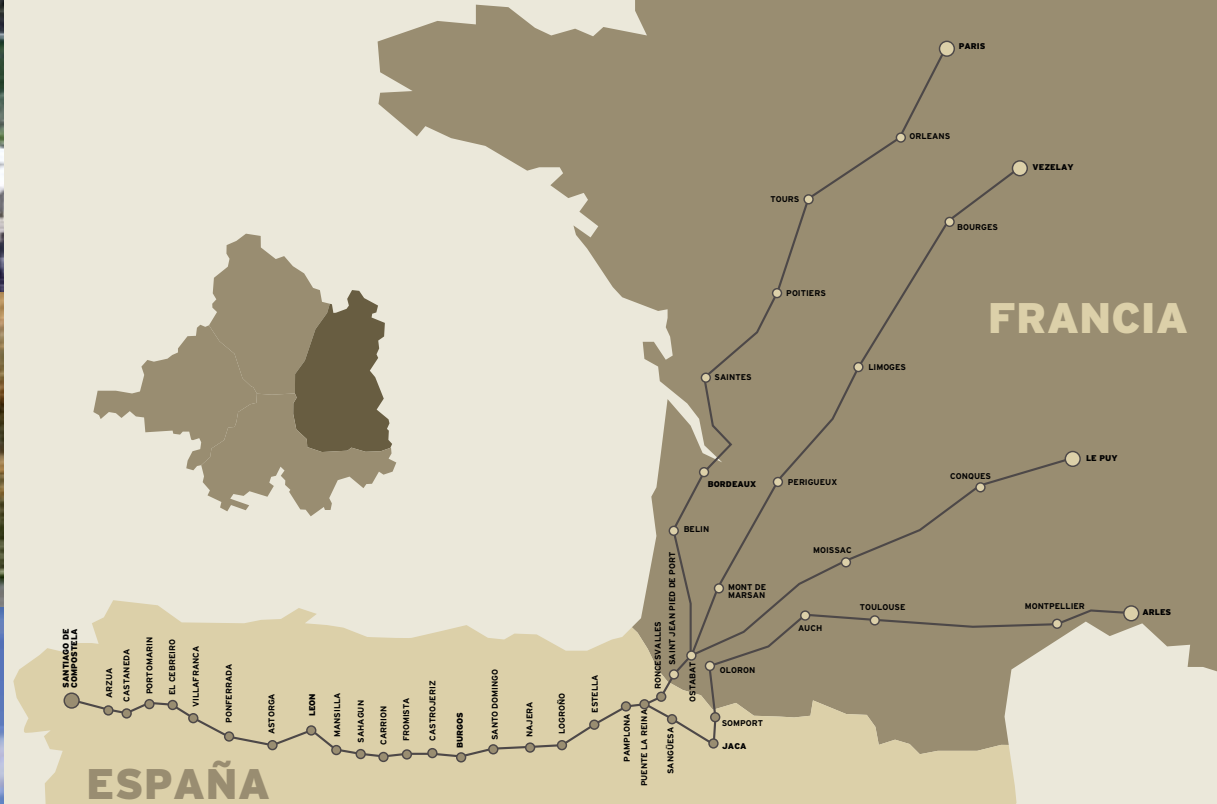 PARIS
ORLEANS
VEZELAY
TOURS
BOURGES
POITIERS
FRANCIA
LIMOGES
SAINTES
LE PUY
CONQUES
PERIGUEUX
BORDEAUX
BELIN
MOISSAC
MONT DE
MARSAN
TOULOUSE
MONTPELLIER
ARLES
AUCH
OLORON
SOMPORT
JACA
SANTIAGO DE
COMPOSTELA
ARZUA
CASTANEDA
PORTOMARIN
EL CEBREIRO
VILLAFRANCA
PONFERRADA
ASTORGA
LEON
MANSILLA
SAHAGUN
CARRION
FROMISTA
CASTROJERIZ
BURGOS
SANTO DOMINGO
NAJERA
LOGROÑO
ESTELLA
PAMPLONA
PUENTE LA REINA
RONCESVALLES
SAINT JEAN PIED DE PORT
SANGÜESA
OSTABAT
ESPAÑA